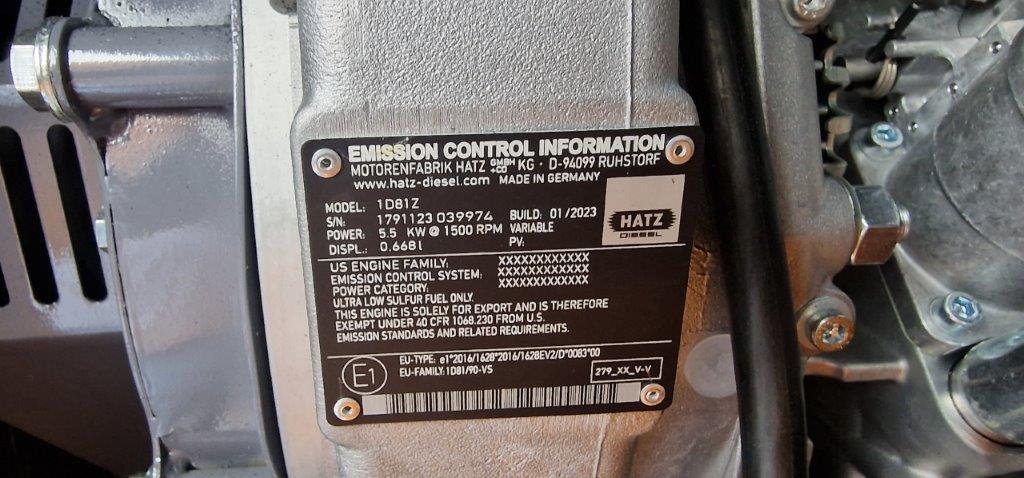 EMISSION CONTROL INFORMATION
MOTORENFABRIK HATZ GMBH +CO KG · D-94099 RUHSTORF
www.hatz-diesel.com MADE IN GERMANY
MODEL: 1D81Z
S/N: 1791123 039974 BUILD: 01/2023
POWER: 5.5 KW @ 1500 RPM VARIABLE
DISPL.: 0.668l PV:
HATZ
DIESEL
US ENGINE FAMILY: XXXXXXXXXXXXX
EMISSION CONTROL SYSTEM: XXXXXXXXXXXXX
POWER CATEGORY: XXXXXXXXXXXXX
ULTRA LOW SULFUR FUEL ONLY.
THIS ENGINE IS SOLELY FOR EXPORT AND IS THEREFORE
EXEMPT UNDER 40 CFR 1068.230 FROM U.S.
EMISSION STANDARDS AND RELATED REQUIREMENTS.
E1
EU-TYPE: e1*2016/1628*2016/1628EV2/D*0083*00
EU-FAMILY: 1D81/90-V5
279_XX_V-V